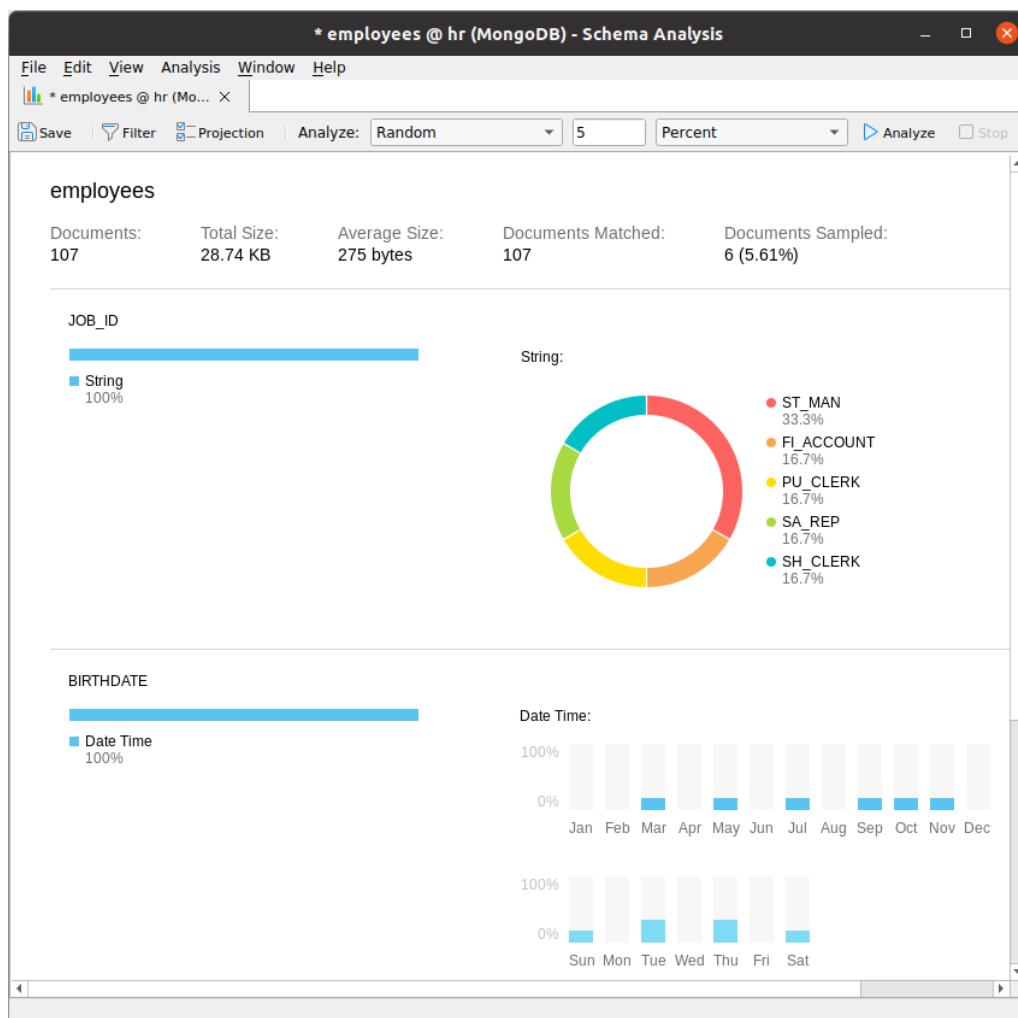 * employees @ hr (MongoDB) - Schema Analysis
File Edit View Analysis Window Help
* employees @ hr (Mo...
Save Filter Projection Analyze: Random 5 Percent Analyze Stop
employees
Documents: Total Size: Average Size: Documents Matched: Documents Sampled:
107 28.74 KB 275 bytes 107 6 (5.61%)
JOB_ID
String
100%
String:
ST_MAN
33.3%
FI_ACCOUNT
16.7%
PU_CLERK
16.7%
SA_REP
16.7%
SH_CLERK
16.7%
BIRTHDATE
Date Time
100%
Date Time:
100%
0%
Jan Feb Mar Apr May Jun Jul Aug Sep Oct Nov Dec
100%
0%
Sun Mon Tue Wed Thu Fri Sat